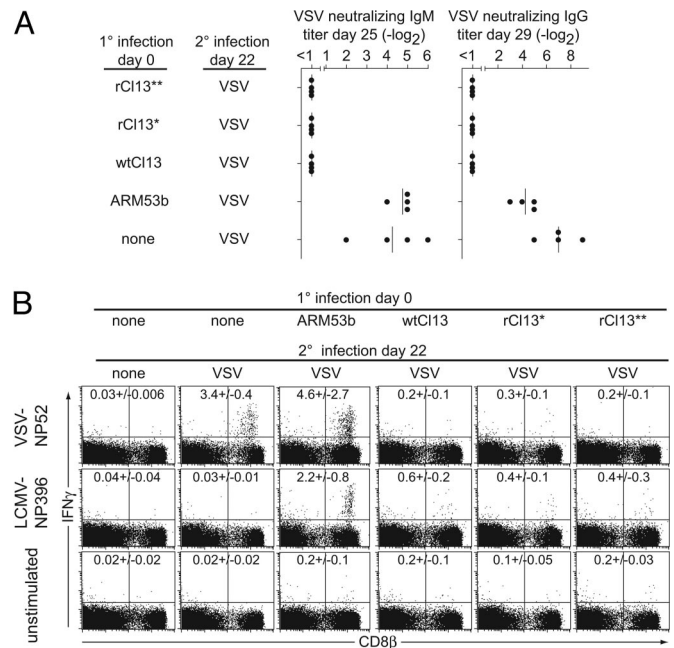 A
1° infection day 0
2° infection day 22
VSV neutralizing IgM titer day 25 (-log2)
VSV neutralizing IgG titer day 29 (-log2)
<1 1 2 3 4 5 6
<1 2 4 6 8
rCl13** VSV
rCl13* VSV
wtCl13 VSV
ARM53b VSV
none VSV
B
1° infection day 0
none none ARM53b wtCl13 rCl13* rCl13**
2° infection day 22
none VSV VSV VSV VSV VSV
VSV-NP52
0.03+/-0.006 3.4+/-0.4 4.6+/-2.7 0.2+/-0.1 0.3+/-0.1 0.2+/-0.1
LCMV-NP396
0.04+/-0.04 0.03+/-0.01 2.2+/-0.8 0.6+/-0.2 0.4+/-0.1 0.4+/-0.3
unstimulated
0.02+/-0.02 0.02+/-0.02 0.2+/-0.1 0.2+/-0.1 0.1+/-0.05 0.2+/-0.03
IFNγ
CD8β